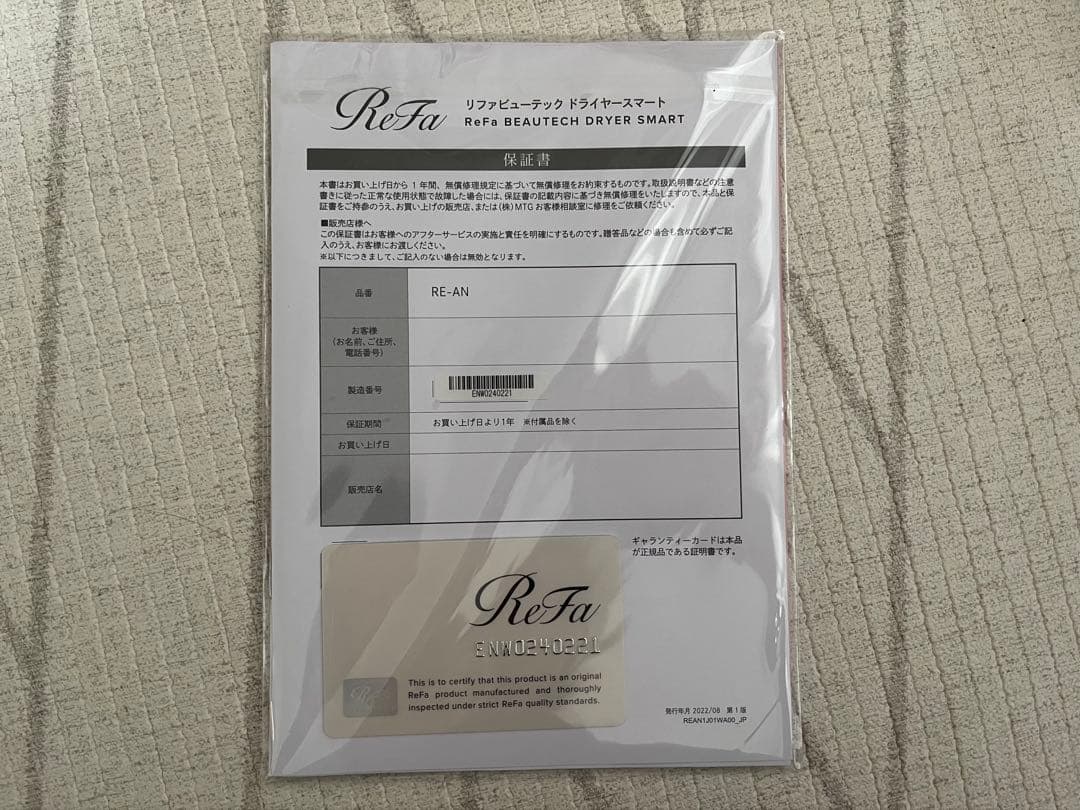 ReFa
リファビューテック ドライヤースマート
ReFa BEAUTECH DRYER SMART
保証書
本書はお買い上げ日から 1 年間、無償修理規定に基づいて無償修理をお約束するものです。取扱説明書などの注意
書きに従った正常な使用状態で故障した場合には、保証書の記載内容に基づき無償修理をいたしますので、本品と保
証書をご持参のうえ、お買い上げの販売店、または(株)MTG お客様相談室に修理をご依頼ください。
■販売店様へ
この保証書はお客様へのアフターサービスの実施と責任を明確にするものです。贈答品などの場合も含めて必ずご記
入のうえ、お客様にお渡しください。
※以下につきまして、ご記入のない場合は無効となります。
品番
RE-AN
お客様
(お名前、ご住所、
電話番号)
製造番号
ENW0240221
保証期間
お買い上げ日より1年 ※付属品を除く
お買い上げ日
販売店名
ギャランティーカードは本品
が正規品である証明書です。
ReFa
ENW0240221
This is to certify that this product is an original
ReFa product manufactured and thoroughly
inspected under strict ReFa quality standards.
発行年月 2022/08 第 1 版
REAN1J01WA00_JP